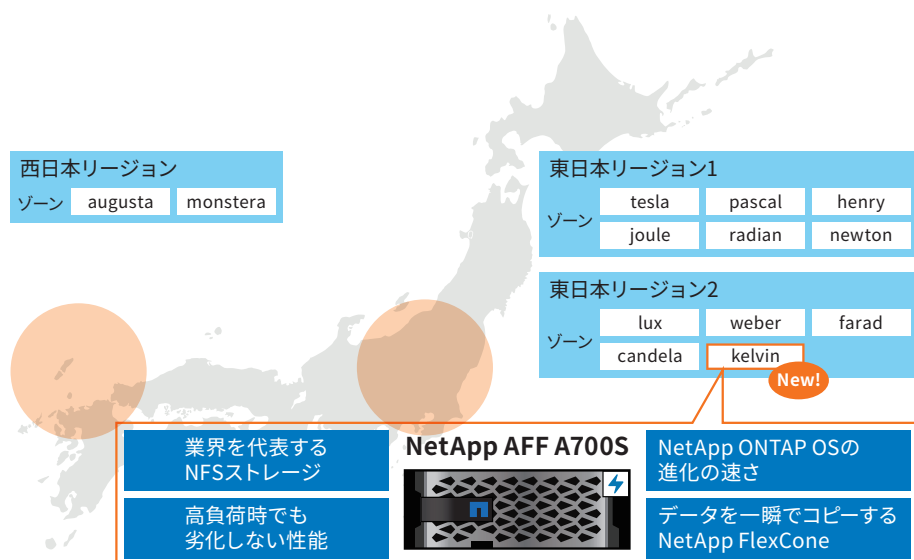 西日本リージョン
ゾーン augusta monstera
東日本リージョン1
ゾーン
tesla pascal henry
joule radian newton
東日本リージョン2
ゾーン
lux weber farad
candela kelvin
New!
業界を代表する
NFSストレージ
高負荷時でも
劣化しない性能
NetApp AFF A700S
NetApp ONTAP OSの
進化の速さ
データを一瞬でコピーする
NetApp FlexCone